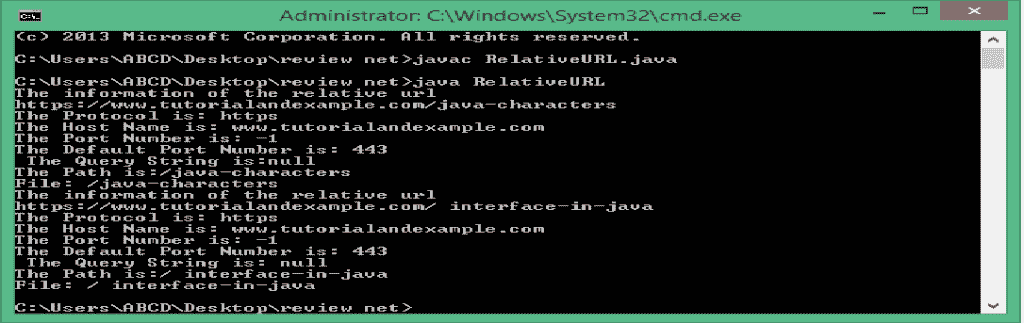 Administrator: C:\Windows\System32\cmd.exe
(c) 2013 Microsoft Corporation. All rights reserved.
C:\Users\ABCD\Desktop\review net>javac RelativeURL.java
C:\Users\ABCD\Desktop\review net>java RelativeURL
The information of the relative url
https://www.tutorialandexample.com/java-characters
The Protocol is: https
The Host Name is: www.tutorialandexample.com
The Port Number is: -1
The Default Port Number is: 443
 The Query String is:null
The Path is:/java-characters
File: /java-characters
The information of the relative url
https://www.tutorialandexample.com/ interface-in-java
The Protocol is: https
The Host Name is: www.tutorialandexample.com
The Port Number is: -1
The Default Port Number is: 443
 The Query String is: null
The Path is:/ interface-in-java
File: / interface-in-java
C:\Users\ABCD\Desktop\review net>